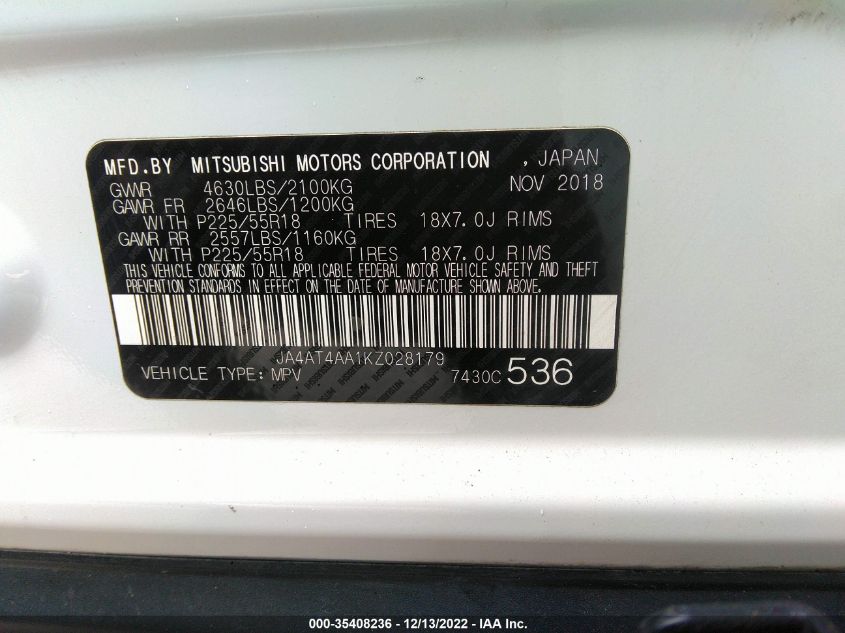 MFD.BY MITSUBISHI MOTORS CORPORATION , JAPAN
GVWR 4630LBS/2100KG NOV 2018
GAWR FR 2646LBS/1200KG
WITH P225/55R18 TIRES 18X7.0J RIMS
GAWR RR 2557LBS/1160KG
WITH P225/55R18 TIRES 18X7.0J RIMS
THIS VEHICLE CONFORMS TO ALL APPLICABLE FEDERAL MOTOR VEHICLE SAFETY AND THEFT
PREVENTION STANDARDS IN EFFECT ON THE DATE OF MANUFACTURE SHOWN ABOVE.
JA4AT4AA1KZ028179
VEHICLE TYPE: MPV 7430C 536
000-35408236 - 12/13/2022 - IAA Inc.